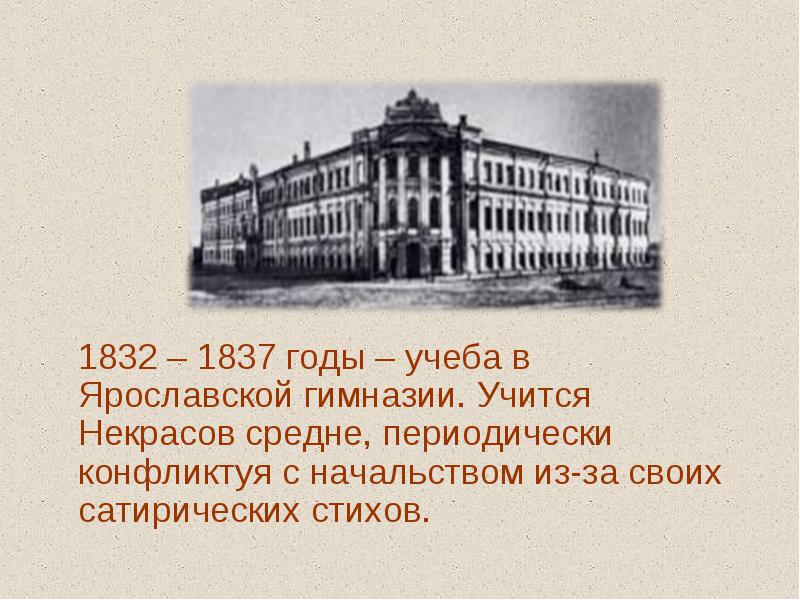 1832 – 1837 годы – учеба в
Ярославской гимназии. Учится
Некрасов средне, периодически
конфликтуя с начальством из-за своих
сатирических стихов.